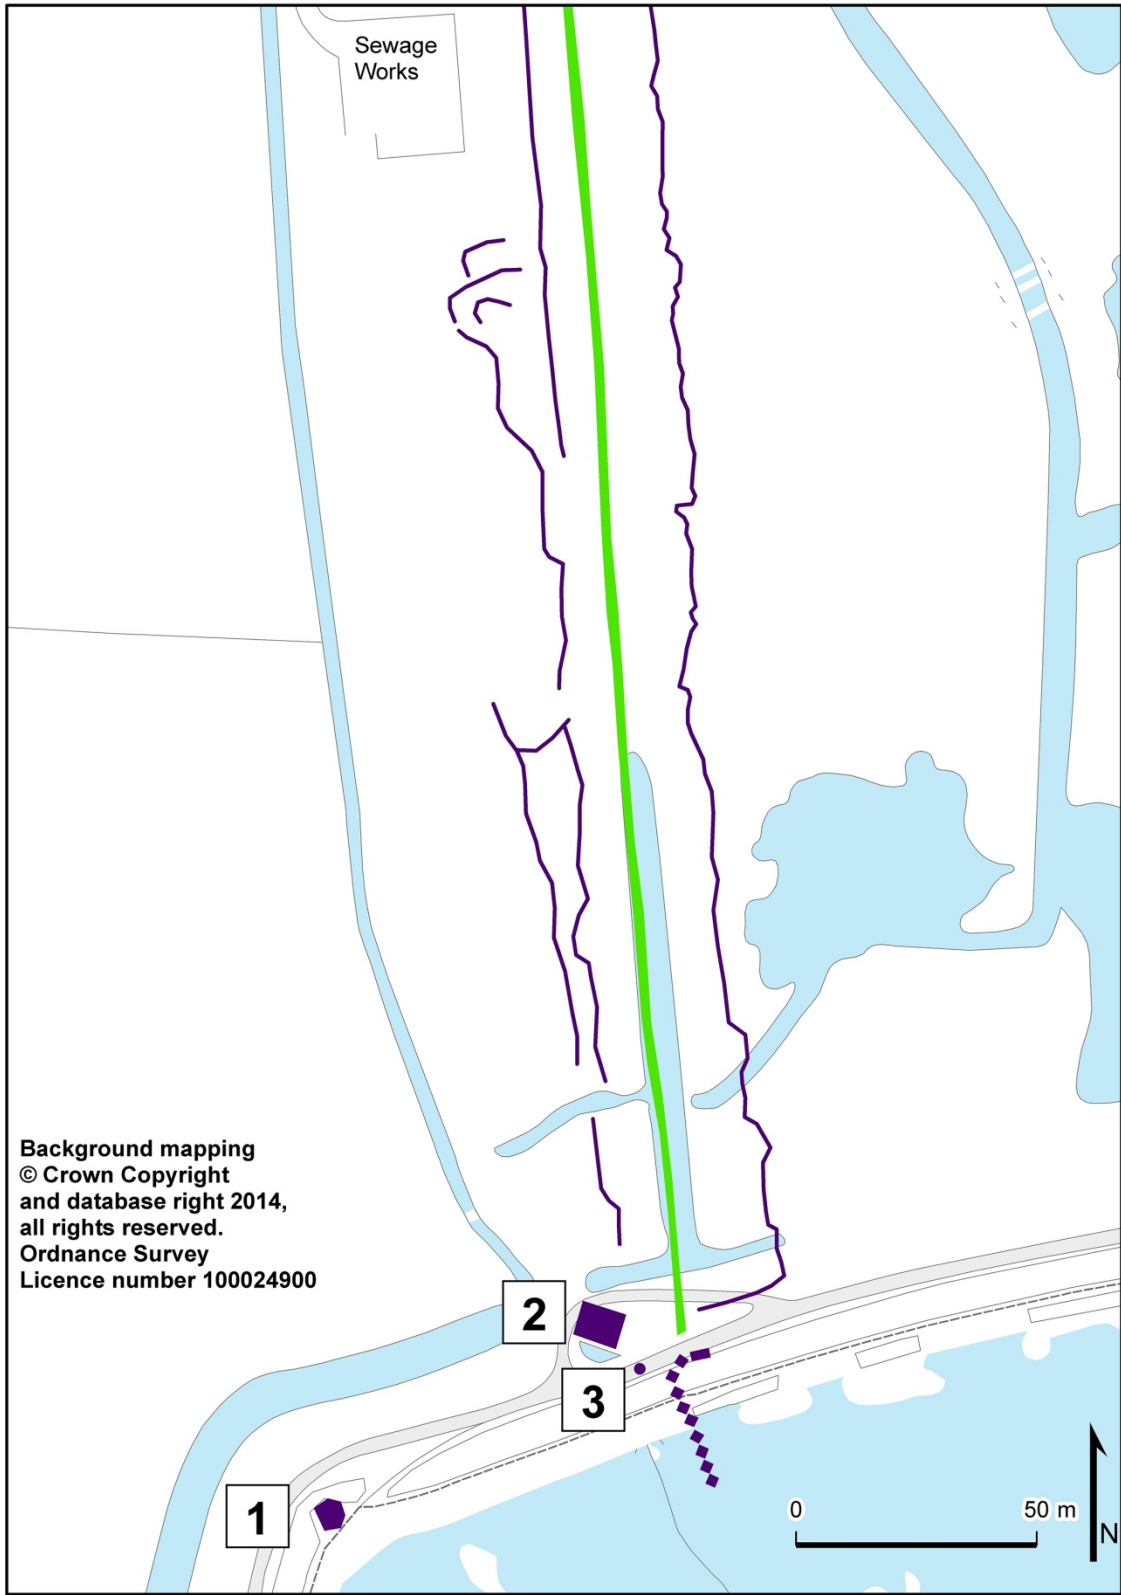 Sewage
Works
Background mapping
© Crown Copyright
and database right 2014,
all rights reserved.
Ordnance Survey
Licence number 100024900
2
3
1
0
50 m
N